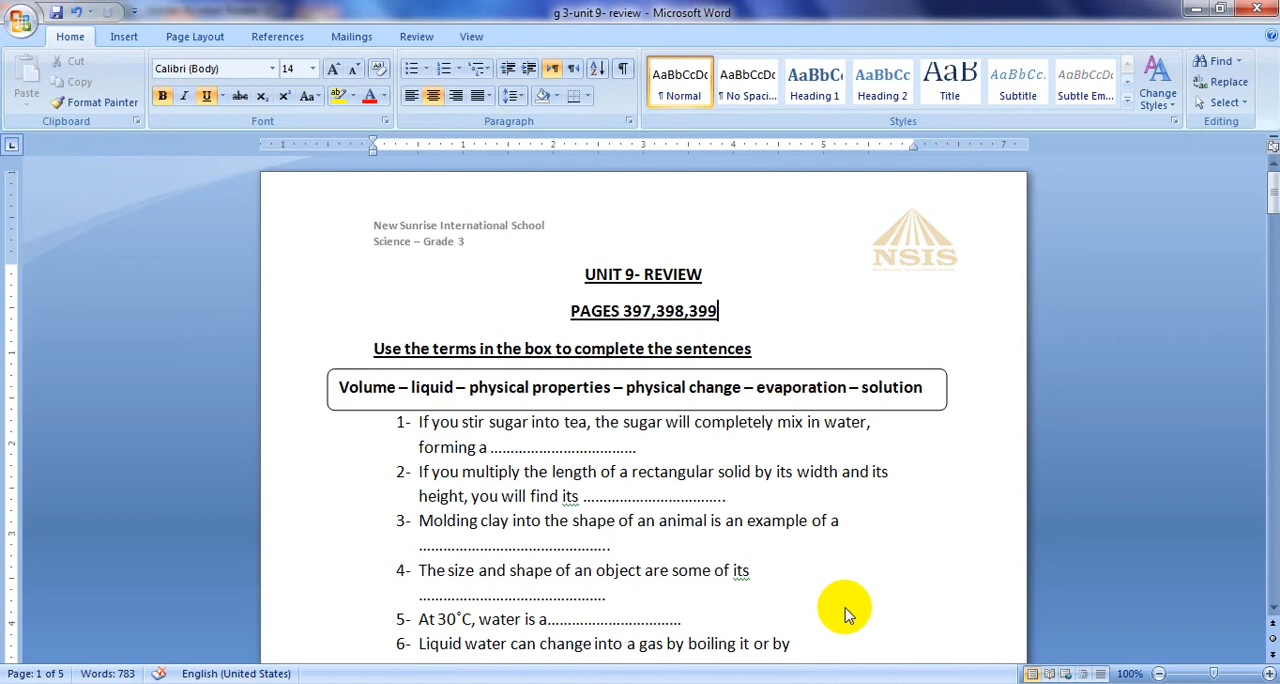 g 3-unit 9- review - Microsoft Word
Home Insert Page Layout References Mailings Review View
Paste Cut Copy Format Painter Clipboard
Calibri (Body) 14 Font
Paragraph
AaBbCcDc AaBbCcDc AaBbC AaBbCc AaB AaBbCc. AaBbCcDc
¶ Normal ¶ No Spaci... Heading 1 Heading 2 Title Subtitle Subtle Em...
Styles
Change Styles
Find Replace Select Editing
New Sunrise International School
Science – Grade 3
NSIS
UNIT 9- REVIEW
PAGES 397,398,399
Use the terms in the box to complete the sentences
Volume – liquid – physical properties – physical change – evaporation – solution
1- If you stir sugar into tea, the sugar will completely mix in water,
forming a ………………………………
2- If you multiply the length of a rectangular solid by its width and its
height, you will find its ……………………………..
3- Molding clay into the shape of an animal is an example of a
………………………………………..
4- The size and shape of an object are some of its
……………………………………….
5- At 30˚C, water is a……………………………
6- Liquid water can change into a gas by boiling it or by
Page: 1 of 5 Words: 783 English (United States) 100%